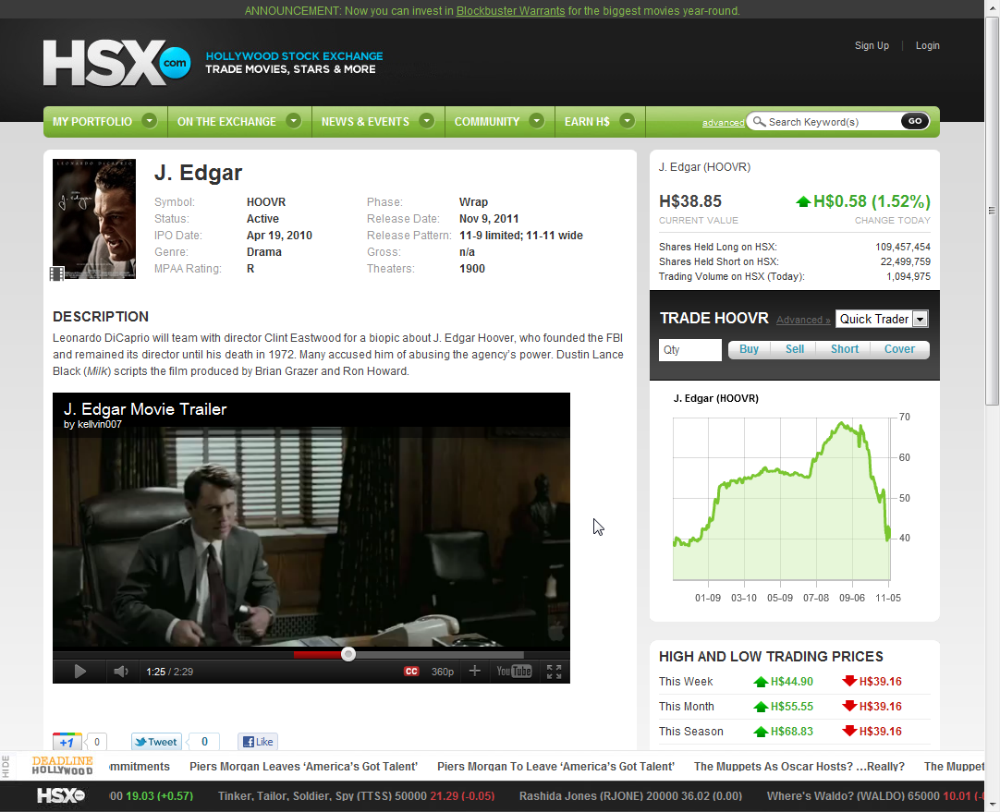 ANNOUNCEMENT: Now you can invest in Blockbuster Warrants for the biggest movies year-round.
HSX.com
HOLLYWOOD STOCK EXCHANGE
TRADE MOVIES, STARS & MORE
Sign Up | Login
MY PORTFOLIO ON THE EXCHANGE NEWS & EVENTS COMMUNITY EARN H$ advanced Search Keyword(s) GO
LEONARDO DICAPRIO
J. Edgar
J. Edgar
Symbol: HOOVR Phase: Wrap
Status: Active Release Date: Nov 9, 2011
IPO Date: Apr 19, 2010 Release Pattern: 11-9 limited; 11-11 wide
Genre: Drama Gross: n/a
MPAA Rating: R Theaters: 1900
DESCRIPTION
Leonardo DiCaprio will team with director Clint Eastwood for a biopic about J. Edgar Hoover, who founded the FBI
and remained its director until his death in 1972. Many accused him of abusing the agency's power. Dustin Lance
Black (Milk) scripts the film produced by Brian Grazer and Ron Howard.
J. Edgar Movie Trailer
by kellvin007
1:25 / 2:29 CC 360p YouTube
+1 0 Tweet 0 Like
J. Edgar (HOOVR)
H$38.85 H$0.58 (1.52%)
CURRENT VALUE CHANGE TODAY
Shares Held Long on HSX: 109,457,454
Shares Held Short on HSX: 22,499,759
Trading Volume on HSX (Today): 1,094,975
TRADE HOOVR Advanced » Quick Trader
Qty Buy Sell Short Cover
J. Edgar (HOOVR)
70
60
50
40
01-09 03-10 05-09 07-08 09-06 11-05
HIGH AND LOW TRADING PRICES
This Week H$44.90 H$39.16
This Month H$55.55 H$39.16
This Season H$68.83 H$39.16
HIDE DEADLINE HOLLYWOOD ommitments Piers Morgan Leaves 'America's Got Talent' Piers Morgan To Leave 'America's Got Talent' The Muppets As Oscar Hosts? …Really? The Muppet
HSX 00 19.03 (+0.57) Tinker, Tailor, Soldier, Spy (TTSS) 50000 21.29 (-0.05) Rashida Jones (RJONE) 20000 36.02 (0.00) Where's Waldo? (WALDO) 65000 10.01 (-0